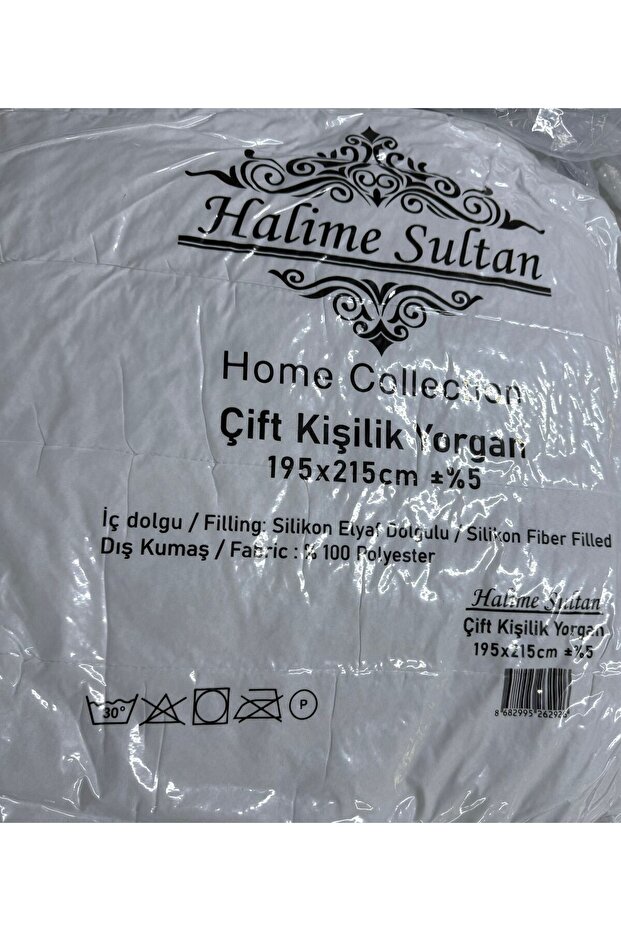 Halime Sultan
Home Collection
Çift Kişilik Yorgan
195x215cm ±%5
İç dolgu / Filling: Silikon Elyaf Dolgulu / Silikon Fiber Filled
Dış Kumaş / Fabric : % 100 Polyester
Halime Sultan
Çift Kişilik Yorgan
195x215cm ±%5
30°
P